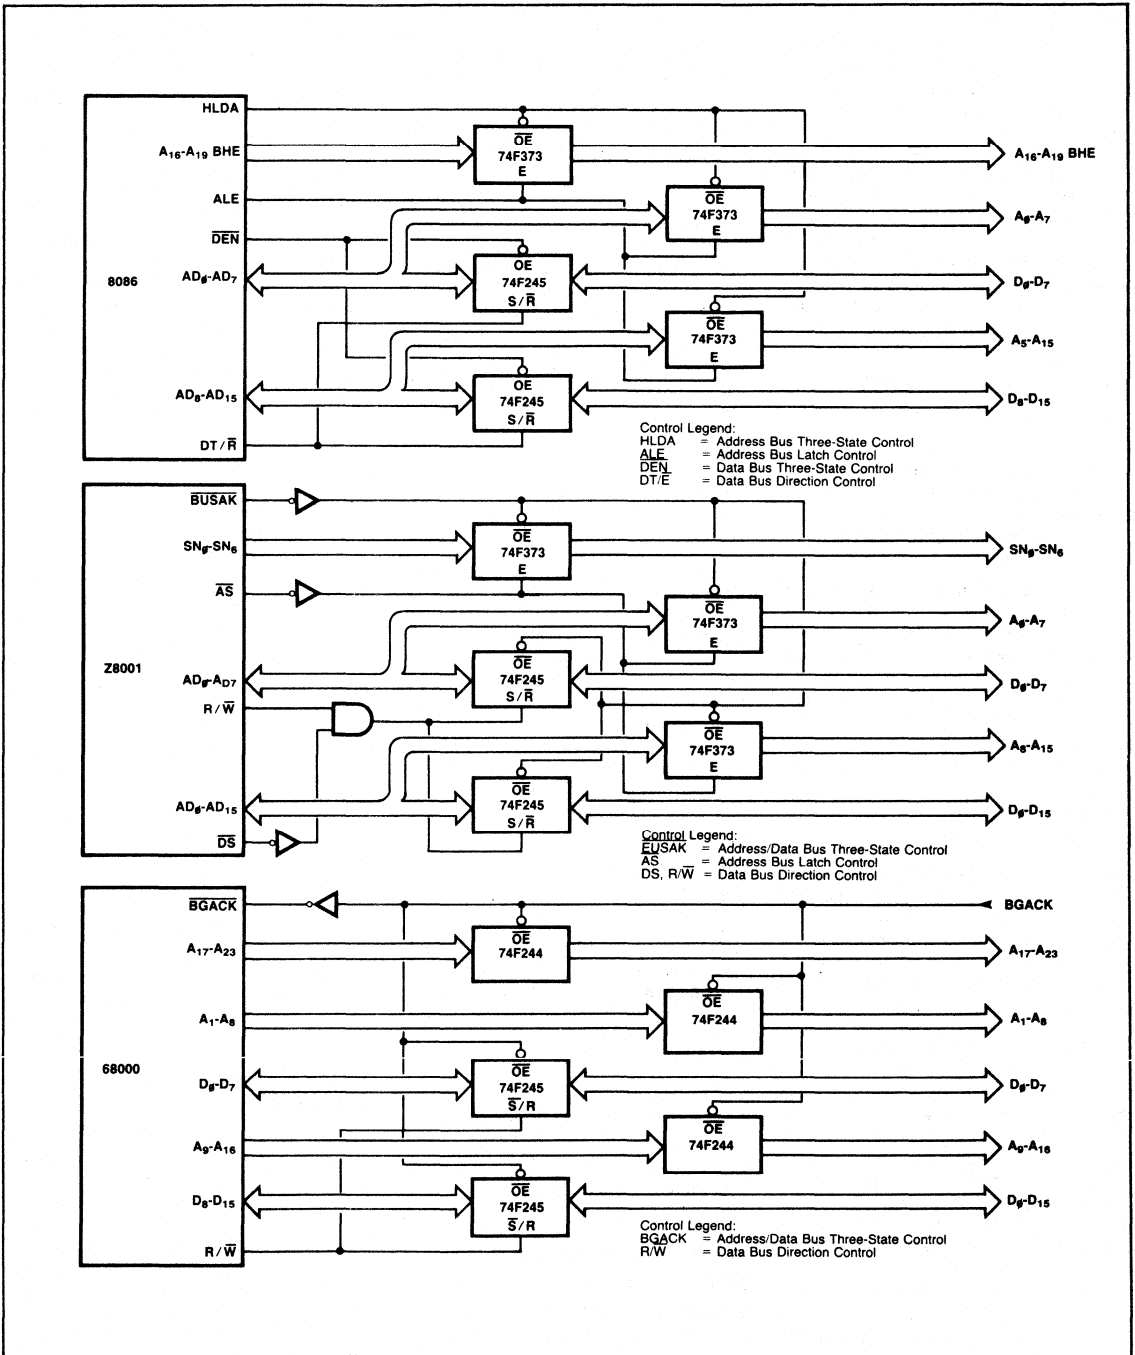 HLDA
OE
A16-A19 BHE
74F373
A16-A19 BHE
E
ALE
OE
74F373
A0-A7
E
DEN
OE
8086
AD0-AD7
74F245
D0-D7
S/R
OE
74F373
A5-A15
E
OE
AD8-AD15
74F245
D8-D15
S/R
DT/R
Control Legend:
HLDA = Address Bus Three-State Control
ALE = Address Bus Latch Control
DEN = Data Bus Three-State Control
DT/E = Data Bus Direction Control
BUSAK
OE
SN0-SN6
74F373
SN0-SN6
E
AS
OE
74F373
A0-A7
E
OE
Z8001
AD0-AD7
74F245
D0-D7
S/R
R/W
OE
74F373
A8-A15
E
OE
AD0-AD15
74F245
D0-D15
S/R
DS
Control Legend:
EUSAK = Address/Data Bus Three-State Control
AS = Address Bus Latch Control
DS, R/W = Data Bus Direction Control
BGACK
BGACK
OE
A17-A23
74F244
A17-A23
OE
A1-A8
74F244
A1-A8
68000
OE
D0-D7
74F245
D0-D7
S/R
OE
A9-A16
74F244
A9-A16
OE
D8-D15
74F245
D0-D15
S/R
R/W
Control Legend:
BGACK = Address/Data Bus Three-State Control
R/W = Data Bus Direction Control